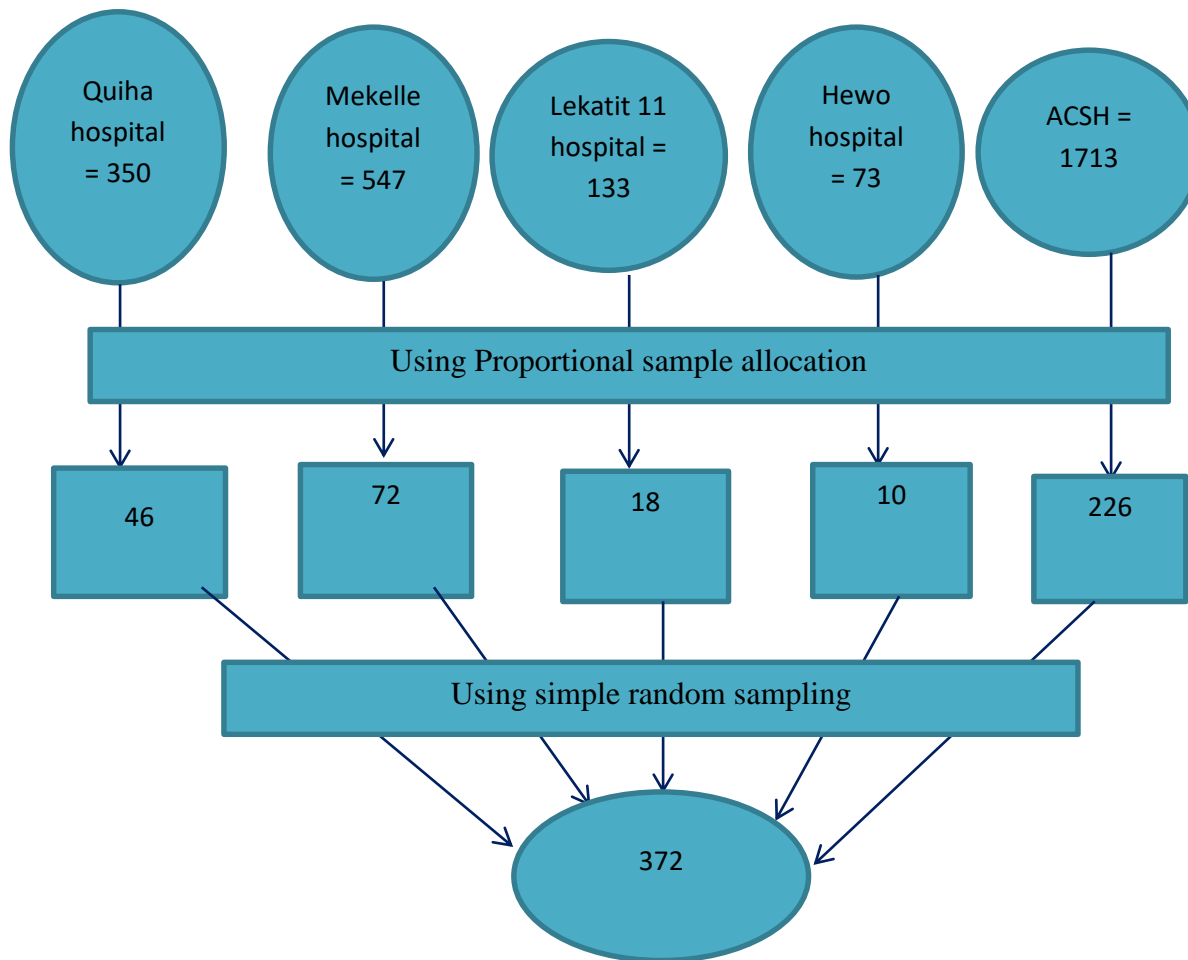 Quiha
hospital
= 350
Mekelle
hospital
= 547
Lekatit 11
hospital =
133
Hewo
hospital
= 73
ACSH =
1713
Using Proportional sample allocation
46
72
18
10
226
Using simple random sampling
372